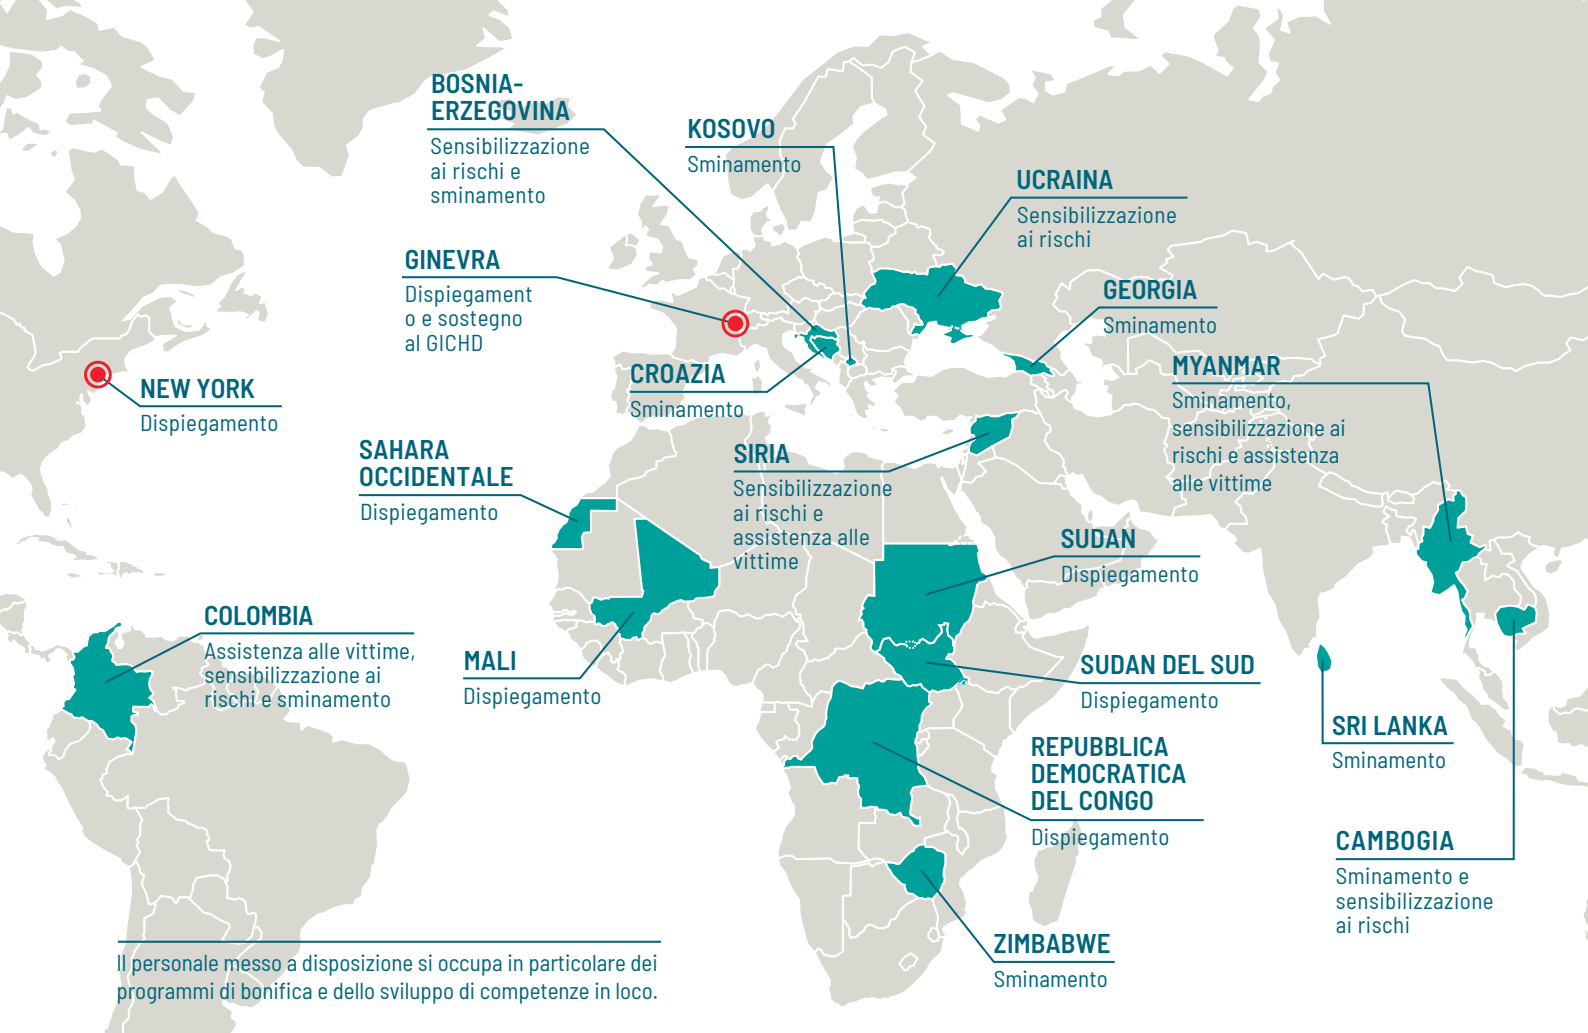 BOSNIA-
ERZEGOVINA
Sensibilizzazione
ai rischi e
sminamento
KOSOVO
Sminamento
UCRAINA
Sensibilizzazione
ai rischi
GINEVRA
Dispiegament
o e sostegno
al GICHD
GEORGIA
Sminamento
CROAZIA
Sminamento
MYANMAR
Sminamento,
sensibilizzazione ai
rischi e assistenza
alle vittime
NEW YORK
Dispiegamento
SAHARA
OCCIDENTALE
Dispiegamento
SIRIA
Sensibilizzazione
ai rischi e
assistenza alle
vittime
SUDAN
Dispiegamento
COLOMBIA
Assistenza alle vittime,
sensibilizzazione ai
rischi e sminamento
MALI
Dispiegamento
SUDAN DEL SUD
Dispiegamento
SRI LANKA
Sminamento
REPUBBLICA
DEMOCRATICA
DEL CONGO
Dispiegamento
CAMBOGIA
Sminamento e
sensibilizzazione
ai rischi
ZIMBABWE
Sminamento
Il personale messo a disposizione si occupa in particolare dei
programmi di bonifica e dello sviluppo di competenze in loco.